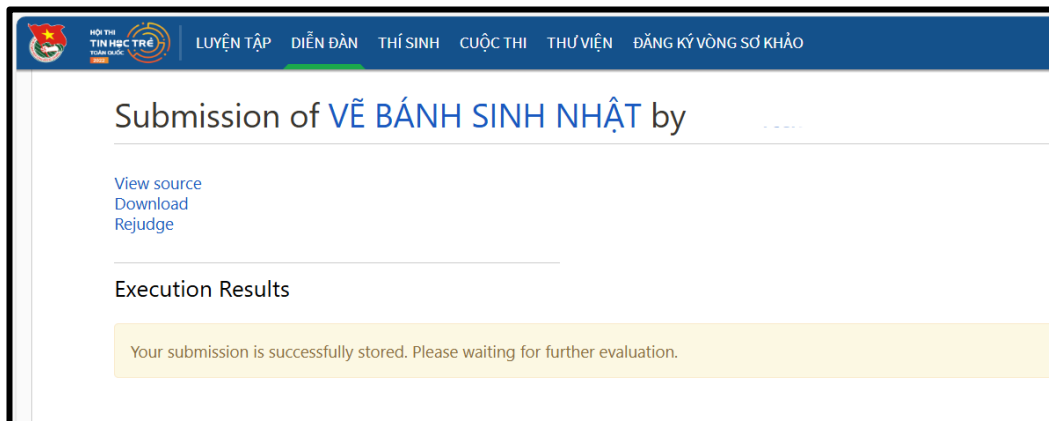 HỘI THI
TIN HỌC TRẺ
TOÀN QUỐC
2022
LUYỆN TẬP DIỄN ĐÀN THÍ SINH CUỘC THI THƯ VIỆN ĐĂNG KÝ VÒNG SƠ KHẢO
Submission of VẼ BÁNH SINH NHẬT by
View source
Download
Rejudge
Execution Results
Your submission is successfully stored. Please waiting for further evaluation.